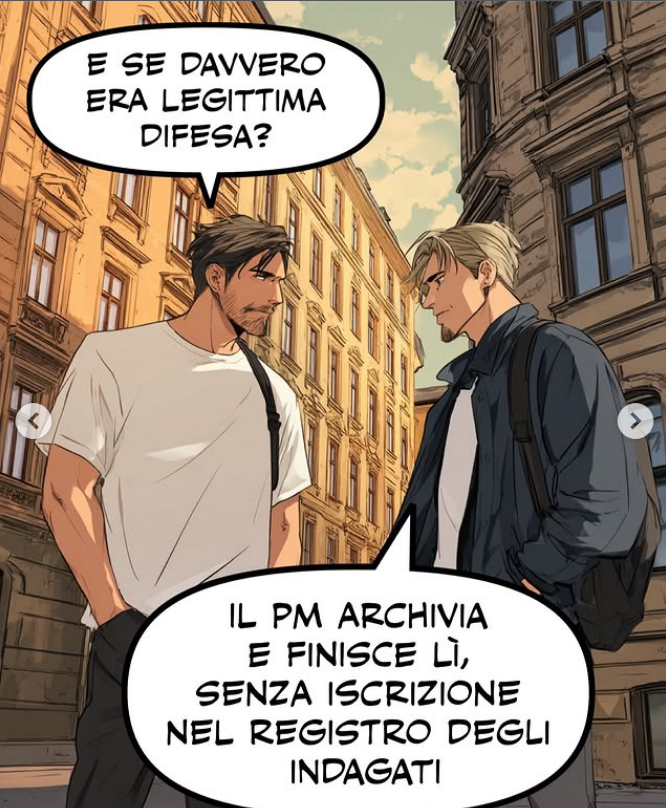 E SE DAVVERO
ERA LEGITTIMA
DIFESA?
IL PM ARCHIVIA
E FINISCE LÌ,
SENZA ISCRIZIONE
NEL REGISTRO DEGLI
INDAGATI